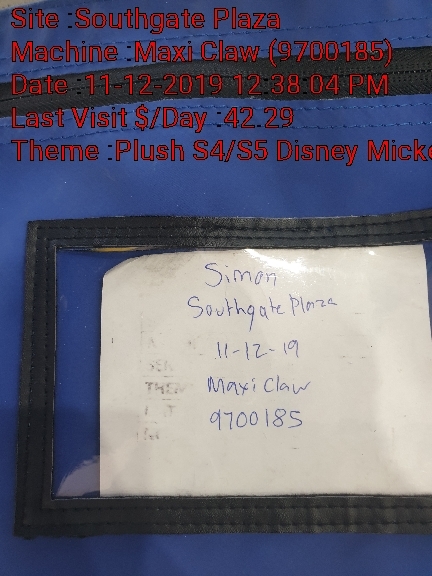 Site :Southgate Plaza
Machine :Maxi Claw (9700185)
Date :11-12-2019 12:38:04 PM
Last Visit $/Day :42.29
Theme :Plush S4/S5 Disney Micke
Simon
Southgate Plaza
11-12-19
Maxi Claw
9700185